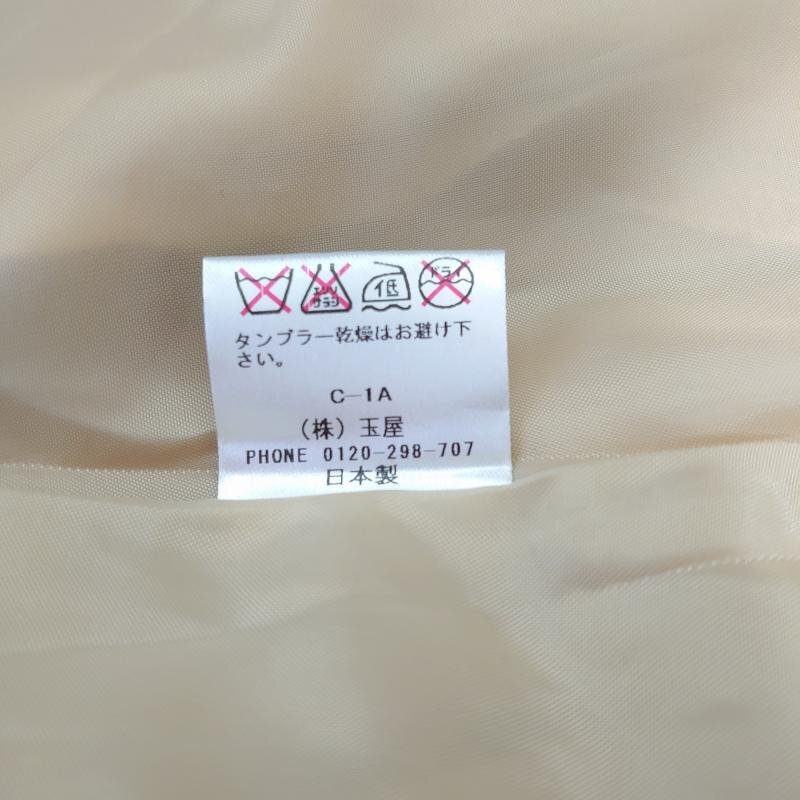 エンソ サラシ 低 ドライ
タンブラー乾燥はお避け下
さい。
C-1A
（株）玉屋
PHONE 0120-298-707
日本製